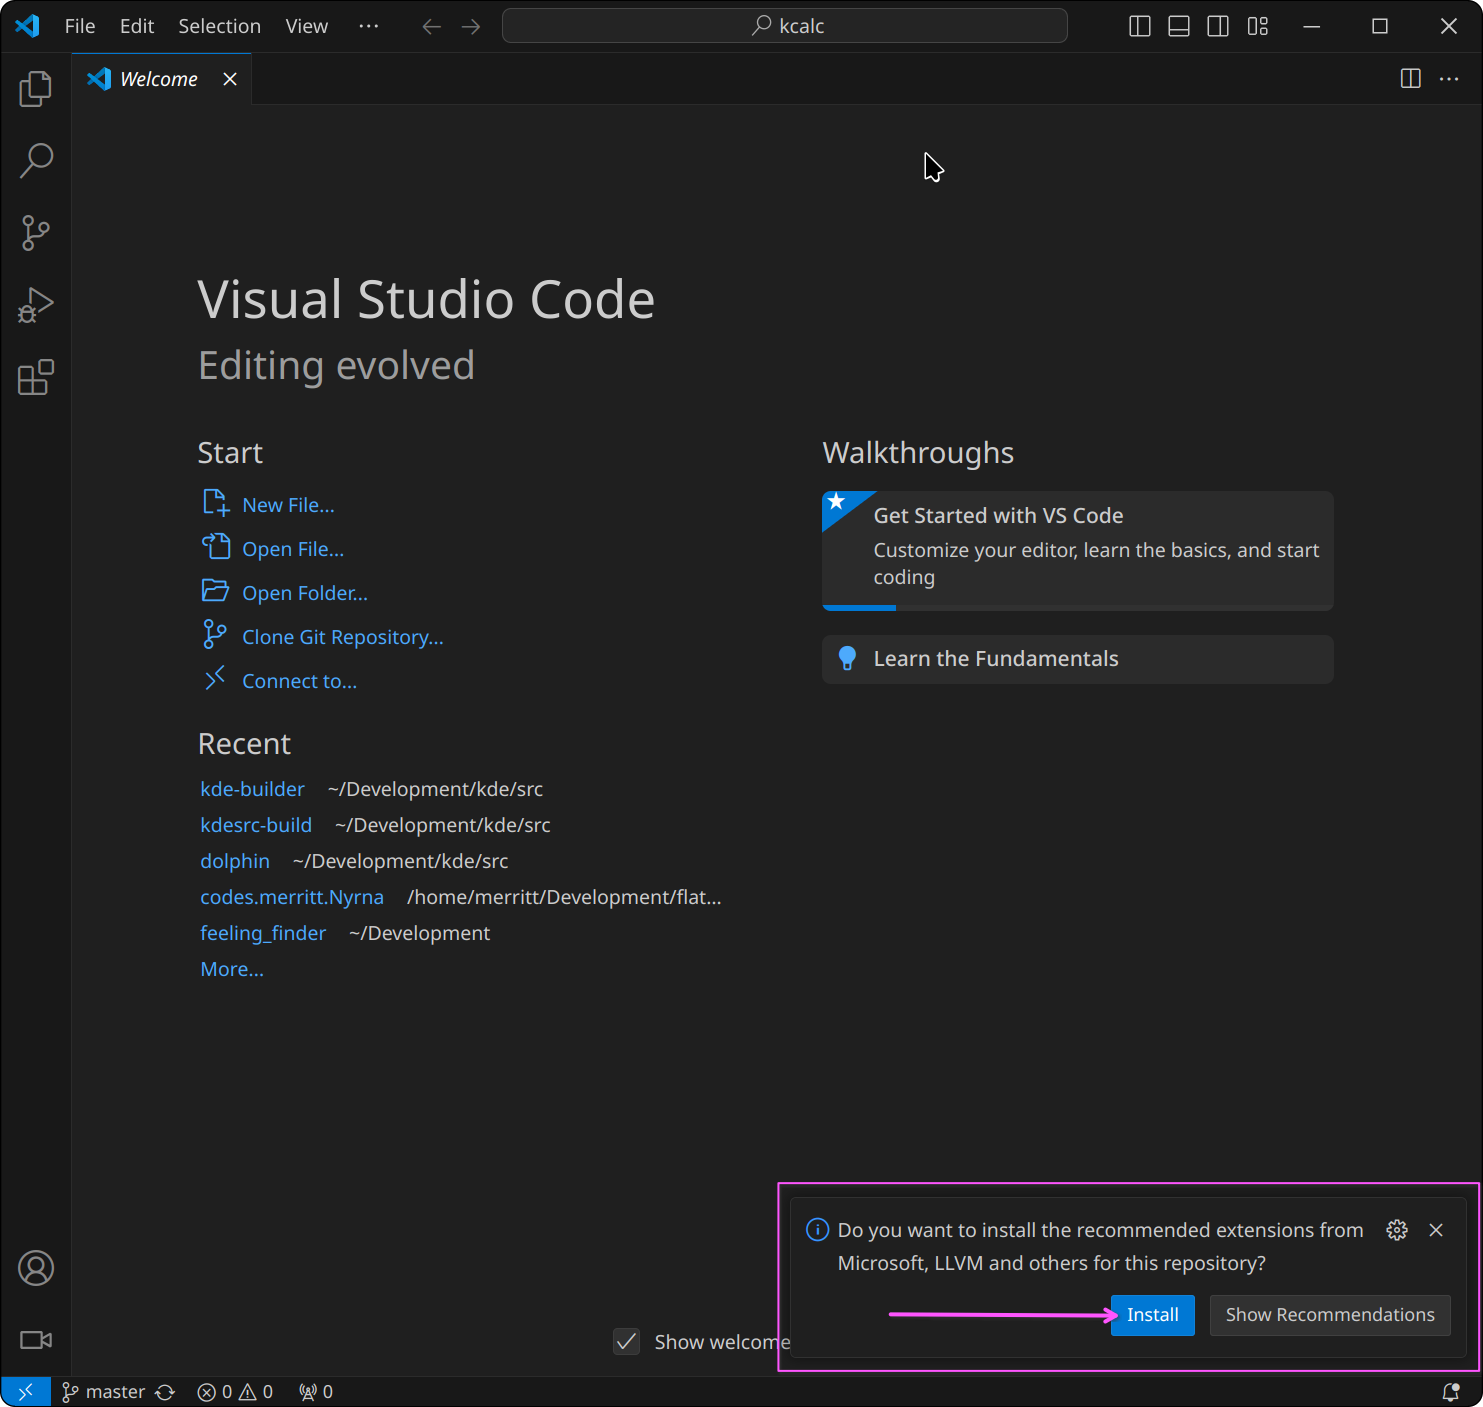 File Edit Selection View ··· kcalc
Welcome
Visual Studio Code
Editing evolved
Start
New File...
Open File...
Open Folder...
Clone Git Repository...
Connect to...
Recent
kde-builder ~/Development/kde/src
kdesrc-build ~/Development/kde/src
dolphin ~/Development/kde/src
codes.merritt.Nyrna /home/merritt/Development/flat...
feeling_finder ~/Development
More...
Walkthroughs
Get Started with VS Code
Customize your editor, learn the basics, and start
coding
Learn the Fundamentals
Do you want to install the recommended extensions from
Microsoft, LLVM and others for this repository?
Install Show Recommendations
Show welcome
master 0 0 0